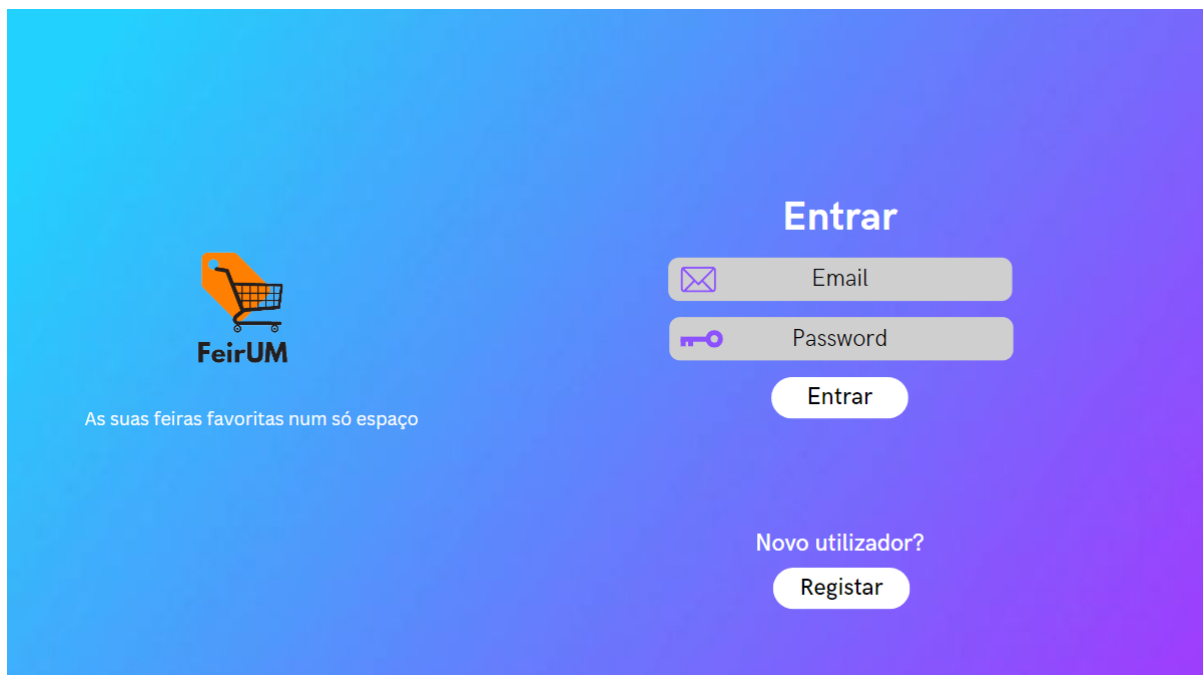 FeirUM
As suas feiras favoritas num só espaço
Entrar
Email
Password
Entrar
Novo utilizador?
Registar